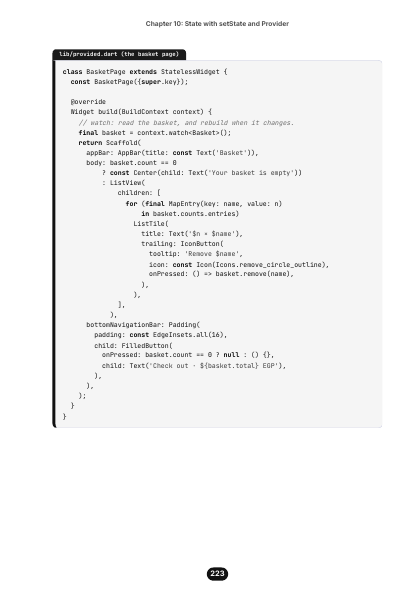 Chapter 10: State with setState and Provider
lib/provided.dart (the basket page)
class BasketPage extends StatelessWidget {
  const BasketPage({super.key});

  @override
  Widget build(BuildContext context) {
    // watch: read the basket, and rebuild when it changes.
    final basket = context.watch<Basket>();
    return Scaffold(
      appBar: AppBar(title: const Text('Basket')),
      body: basket.count == 0
          ? const Center(child: Text('Your basket is empty'))
          : ListView(
              children: [
                for (final MapEntry(key: name, value: n)
                    in basket.counts.entries)
                  ListTile(
                    title: Text('$n × $name'),
                    trailing: IconButton(
                      tooltip: 'Remove $name',
                      icon: const Icon(Icons.remove_circle_outline),
                      onPressed: () => basket.remove(name),
                    ),
                  ),
              ],
            ),
      bottomNavigationBar: Padding(
        padding: const EdgeInsets.all(16),
        child: FilledButton(
          onPressed: basket.count == 0 ? null : () {},
          child: Text('Check out - ${basket.total} EGP'),
        ),
      ),
    );
  }
}
223